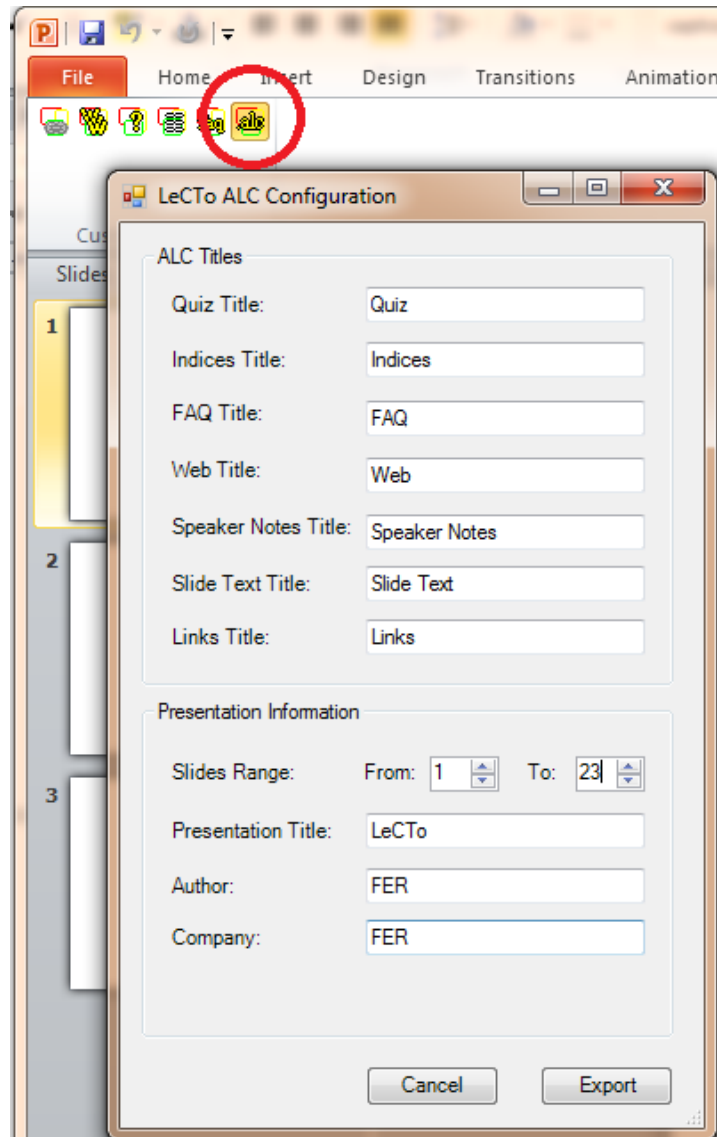 P
File Home Insert Design Transitions Animation
alc
LeCTo ALC Configuration
Cus
Slides
ALC Titles
Quiz Title: Quiz
Indices Title: Indices
FAQ Title: FAQ
Web Title: Web
Speaker Notes Title: Speaker Notes
Slide Text Title: Slide Text
Links Title: Links
Presentation Information
Slides Range: From: 1 To: 23
Presentation Title: LeCTo
Author: FER
Company: FER
Cancel Export
1
2
3